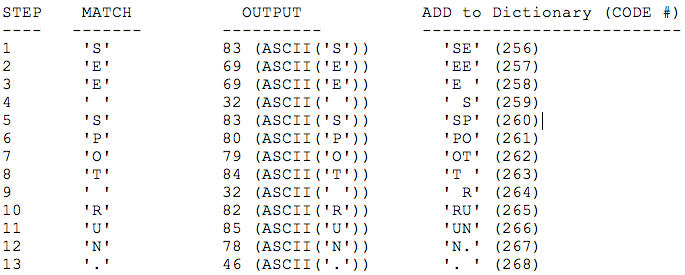 STEP    MATCH           OUTPUT            ADD to Dictionary (CODE #)
----   -------        ----------          --------------------------
1       'S'           83 (ASCII('S'))       'SE' (256)
2       'E'           69 (ASCII('E'))       'EE' (257)
3       'E'           69 (ASCII('E'))       'E ' (258)
4       ' '           32 (ASCII(' '))       ' S' (259)
5       'S'           83 (ASCII('S'))       'SP' (260)
6       'P'           80 (ASCII('P'))       'PO' (261)
7       'O'           79 (ASCII('O'))       'OT' (262)
8       'T'           84 (ASCII('T'))       'T ' (263)
9       ' '           32 (ASCII(' '))       ' R' (264)
10      'R'           82 (ASCII('R'))       'RU' (265)
11      'U'           85 (ASCII('U'))       'UN' (266)
12      'N'           78 (ASCII('N'))       'N.' (267)
13      '.'           46 (ASCII('.'))       '. ' (268)